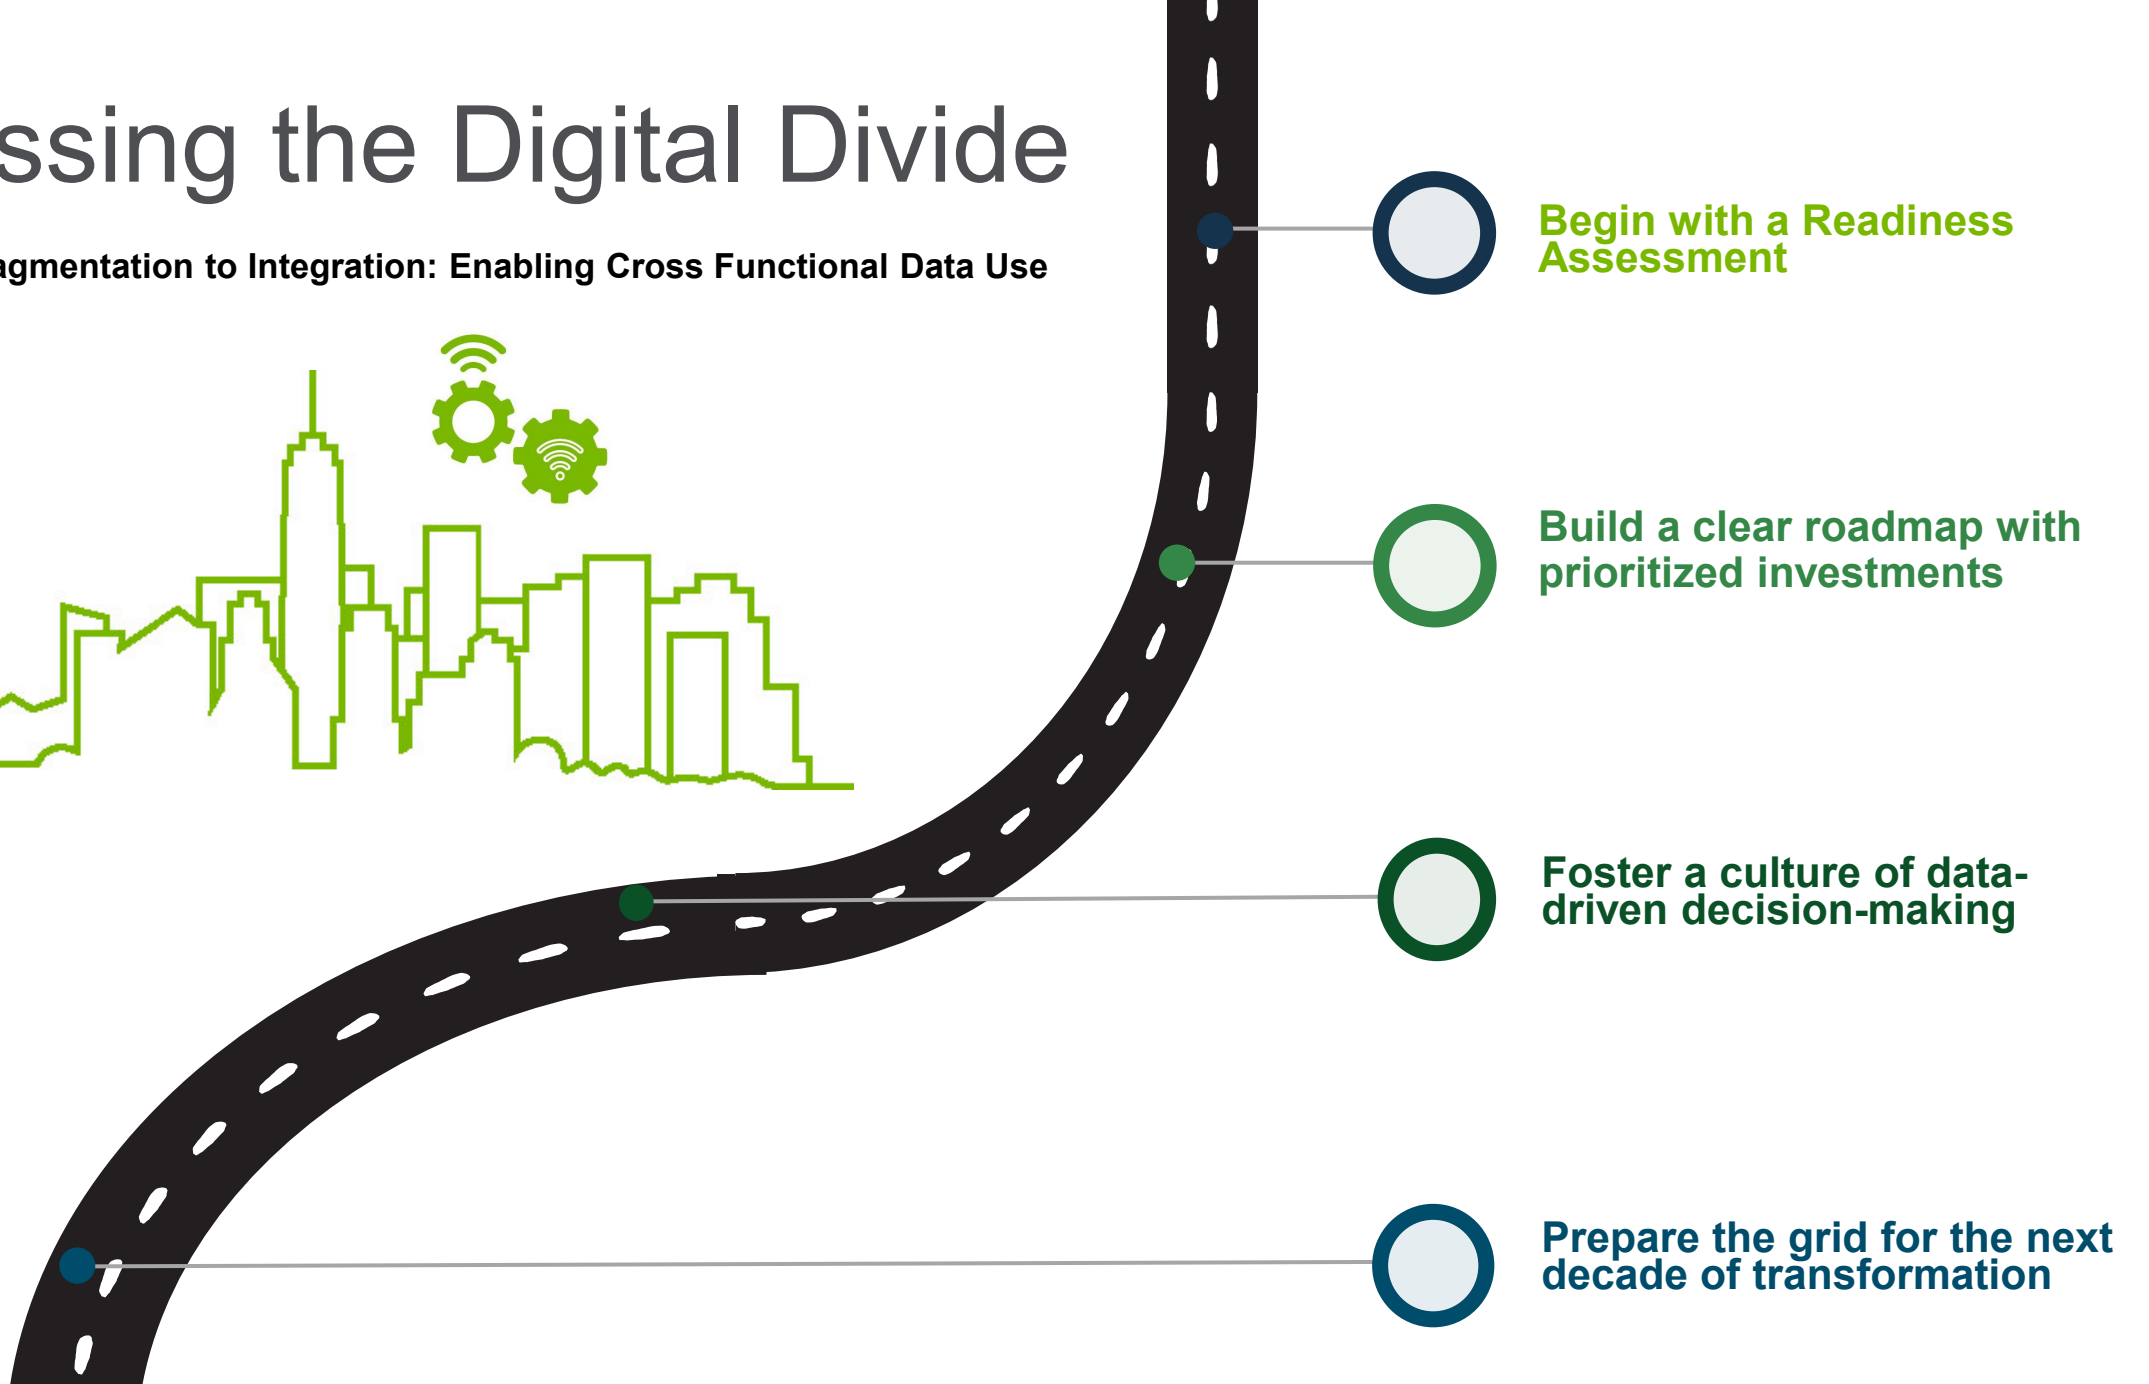 ssing the Digital Divide
agmentation to Integration: Enabling Cross Functional Data Use
Begin with a Readiness
Assessment
Build a clear roadmap with
prioritized investments
Foster a culture of data-
driven decision-making
Prepare the grid for the next
decade of transformation